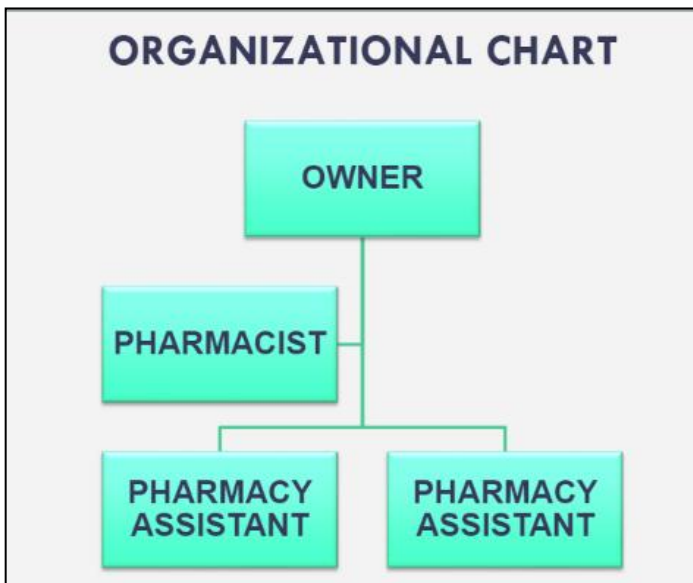 ORGANIZATIONAL CHART
OWNER
PHARMACIST
PHARMACY
ASSISTANT
PHARMACY
ASSISTANT